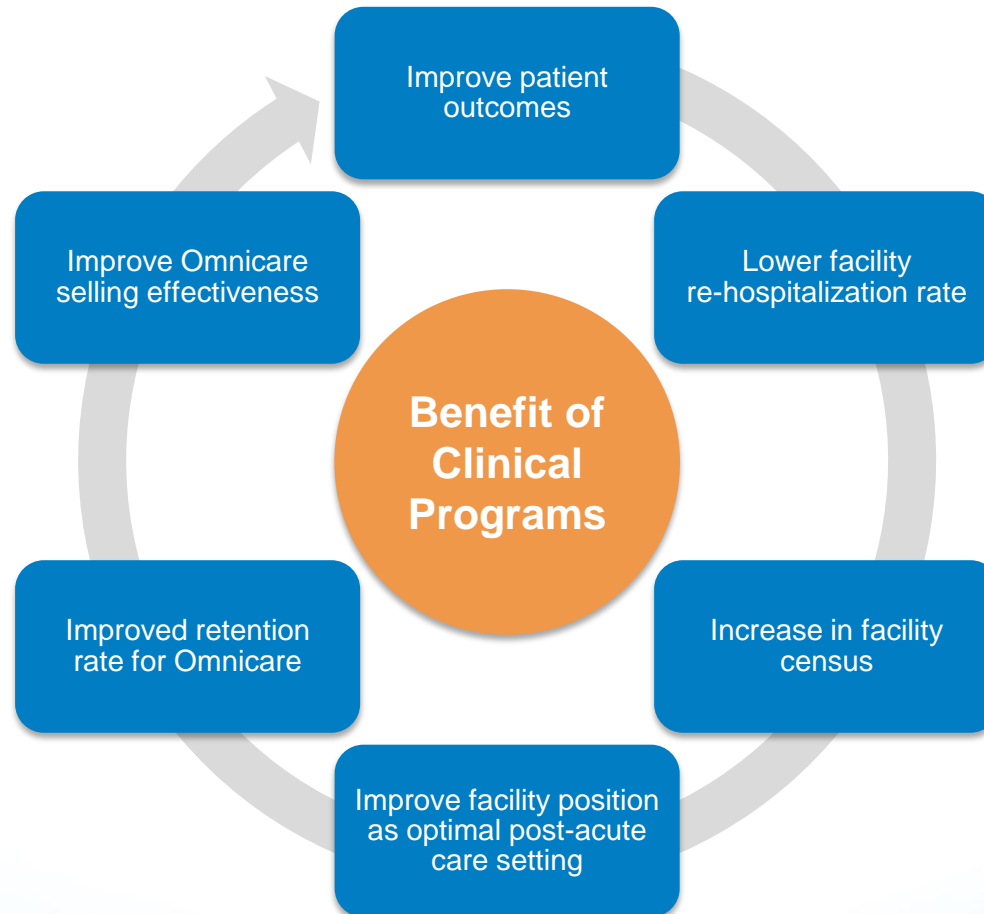 Improve patient
outcomes
Lower facility
re-hospitalization rate
Increase in facility
census
Improve facility position
as optimal post-acute
care setting
Improved retention
rate for Omnicare
Improve Omnicare
selling effectiveness
Benefit of
Clinical
Programs